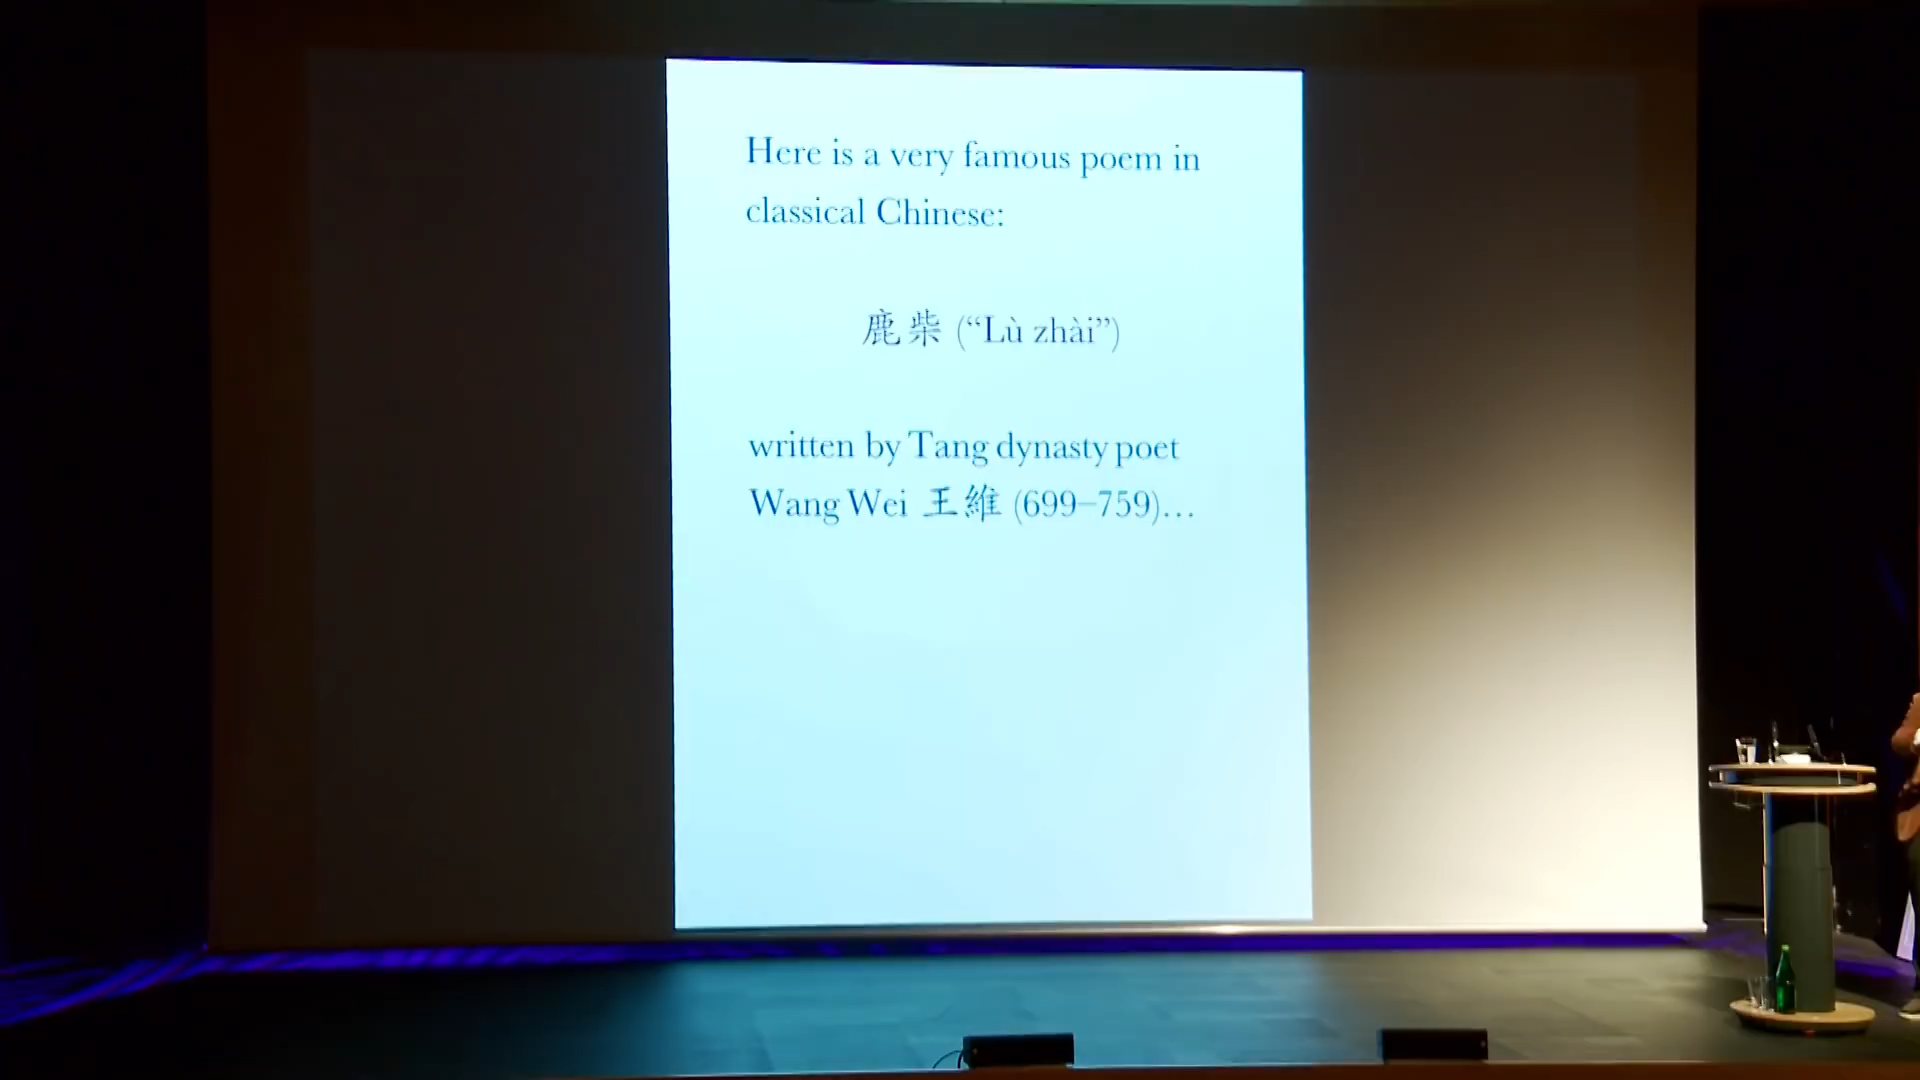 Here is a very famous poem in
classical Chinese:
鹿柴 (“Lù zhài”)
written by Tang dynasty poet
Wang Wei 王維 (699–759)…